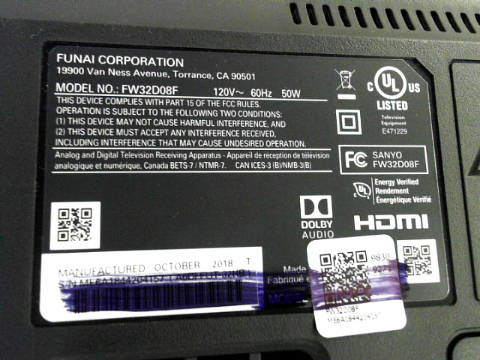 FUNAI CORPORATION
19900 Van Ness Avenue, Torrance, CA 90501
MODEL NO.: FW32D08F 120V~ 60Hz 50W
THIS DEVICE COMPLIES WITH PART 15 OF THE FCC RULES.
OPERATION IS SUBJECT TO THE FOLLOWING TWO CONDITIONS:
(1) THIS DEVICE MAY NOT CAUSE HARMFUL INTERFERENCE, AND
(2) THIS DEVICE MUST ACCEPT ANY INTERFERENCE RECEIVED,
INCLUDING INTERFERENCE THAT MAY CAUSE UNDESIRED OPERATION.
Analog and Digital Television Receiving Apparatus - Appareil de réception de télévision
analogique et numérique, Canada BETS-7 / NTMR-7. CAN ICES-3 (B)/NMB-3(B)
C UL US
LISTED
Television
Equipment
E471229
FC SANYO
FW32D08F
UL Energy Verified
Rendement
Énergétique Vérifié
DOLBY
AUDIO
HDMI
MANUFACTURED OCTOBER 2018 T
S/N
Made
Fabriqué
9830
FW32D08F